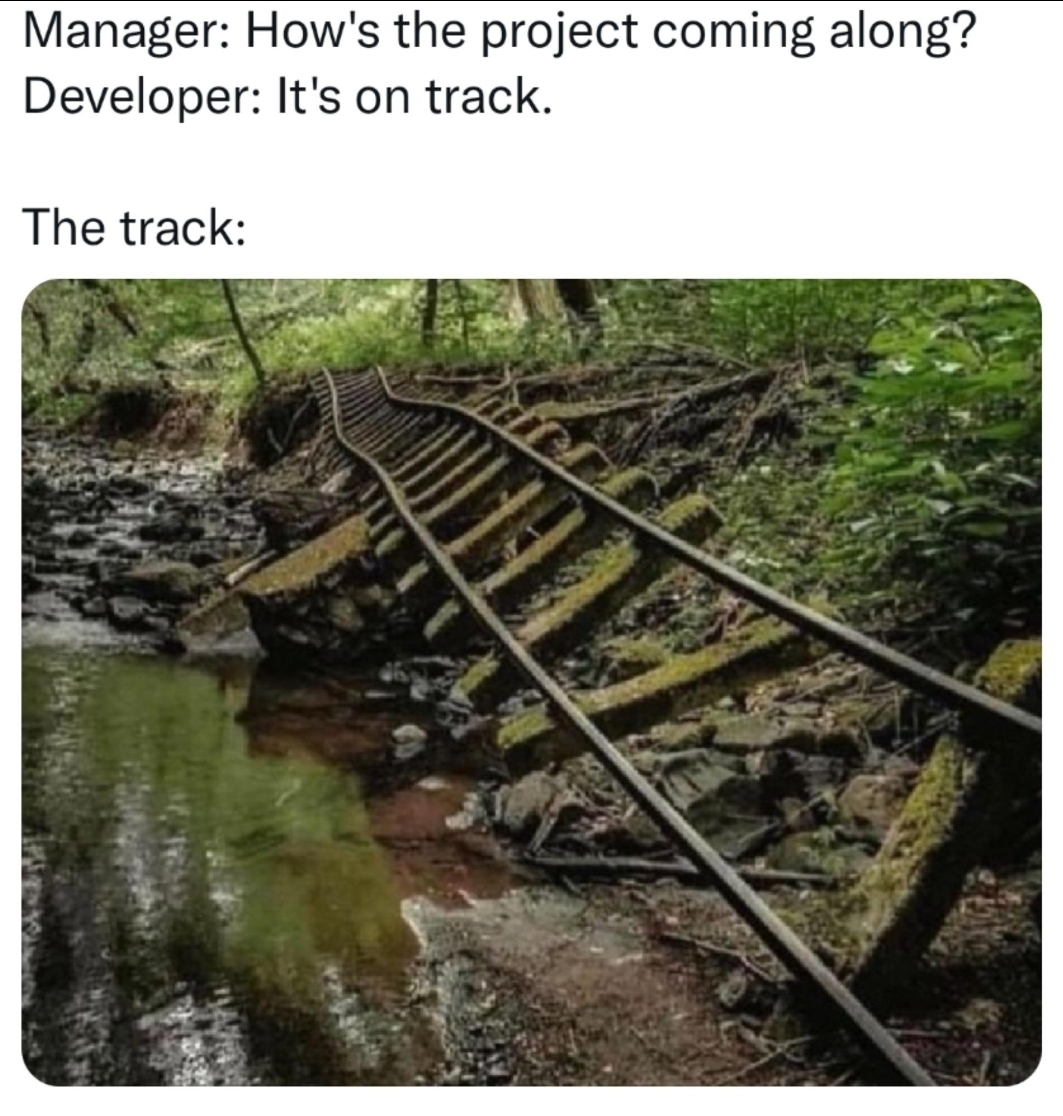 Manager: How's the project coming along?
Developer: It's on track.
The track: